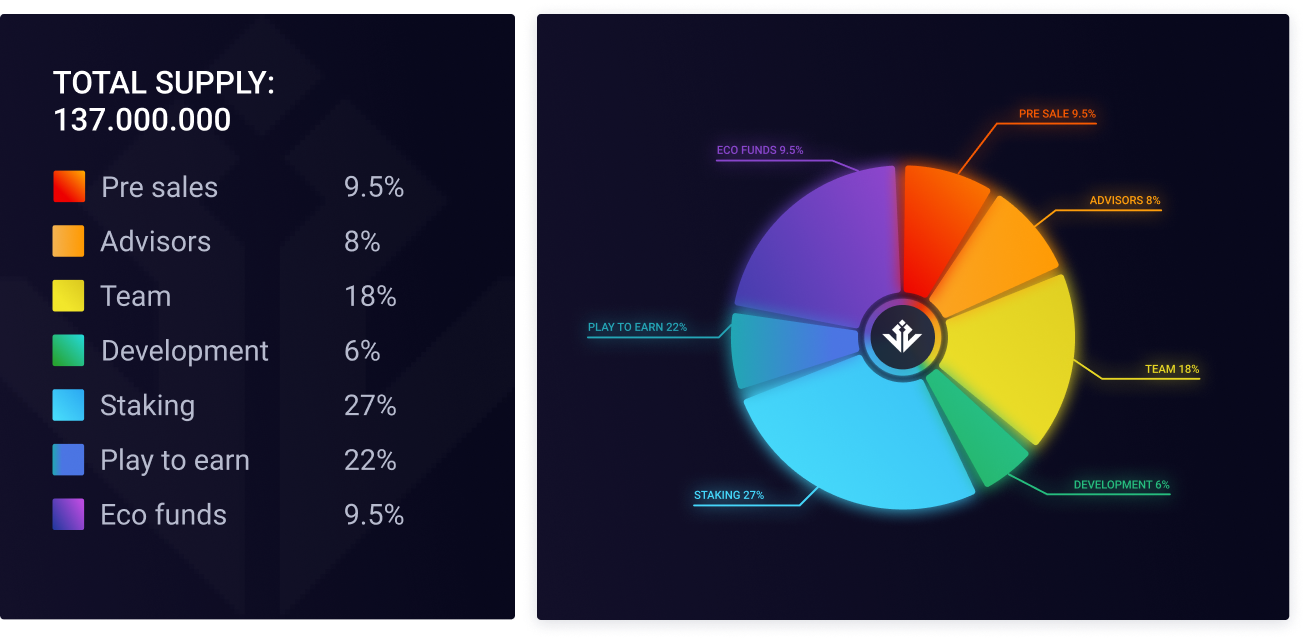 TOTAL SUPPLY:
137.000.000
Pre sales 9.5%
Advisors 8%
Team 18%
Development 6%
Staking 27%
Play to earn 22%
Eco funds 9.5%
PRE SALE 9.5%
ECO FUNDS 9.5%
ADVISORS 8%
PLAY TO EARN 22%
TEAM 18%
DEVELOPMENT 6%
STAKING 27%